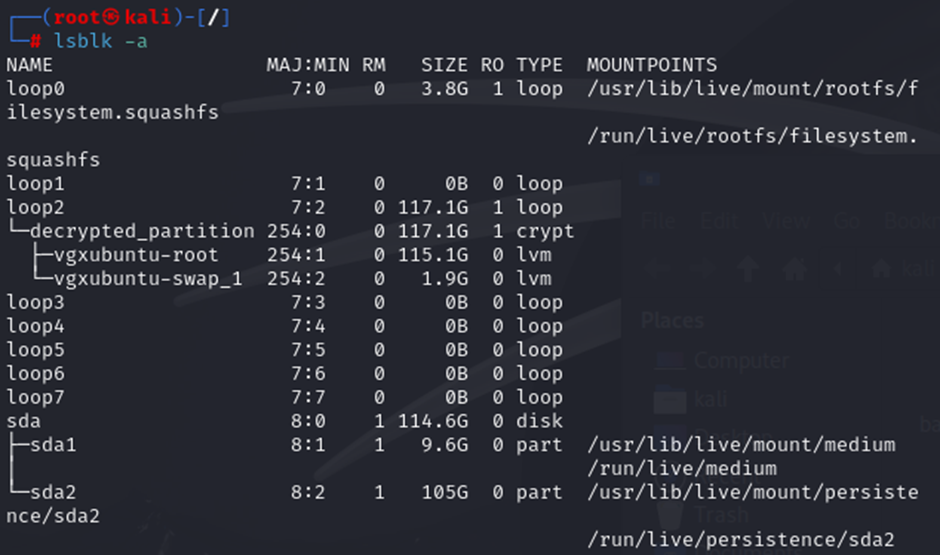 ┌──(root㉿kali)-[/]
└─# lsblk -a
NAME                  MAJ:MIN RM   SIZE RO TYPE  MOUNTPOINTS
loop0                   7:0    0   3.8G  1 loop  /usr/lib/live/mount/rootfs/f
ilesystem.squashfs
                                                 /run/live/rootfs/filesystem.
squashfs
loop1                   7:1    0     0B  0 loop
loop2                   7:2    0 117.1G  1 loop
└─decrypted_partition 254:0    0 117.1G  1 crypt
  ├─vgxubuntu-root    254:1    0 115.1G  0 lvm
  └─vgxubuntu-swap_1  254:2    0   1.9G  0 lvm
loop3                   7:3    0     0B  0 loop
loop4                   7:4    0     0B  0 loop
loop5                   7:5    0     0B  0 loop
loop6                   7:6    0     0B  0 loop
loop7                   7:7    0     0B  0 loop
sda                     8:0    1 114.6G  0 disk
├─sda1                  8:1    1   9.6G  0 part  /usr/lib/live/mount/medium
│                                                /run/live/medium
└─sda2                  8:2    1   105G  0 part  /usr/lib/live/mount/persiste
nce/sda2
                                                 /run/live/persistence/sda2
File Edit View Go
Places
Computer
kali
Trash